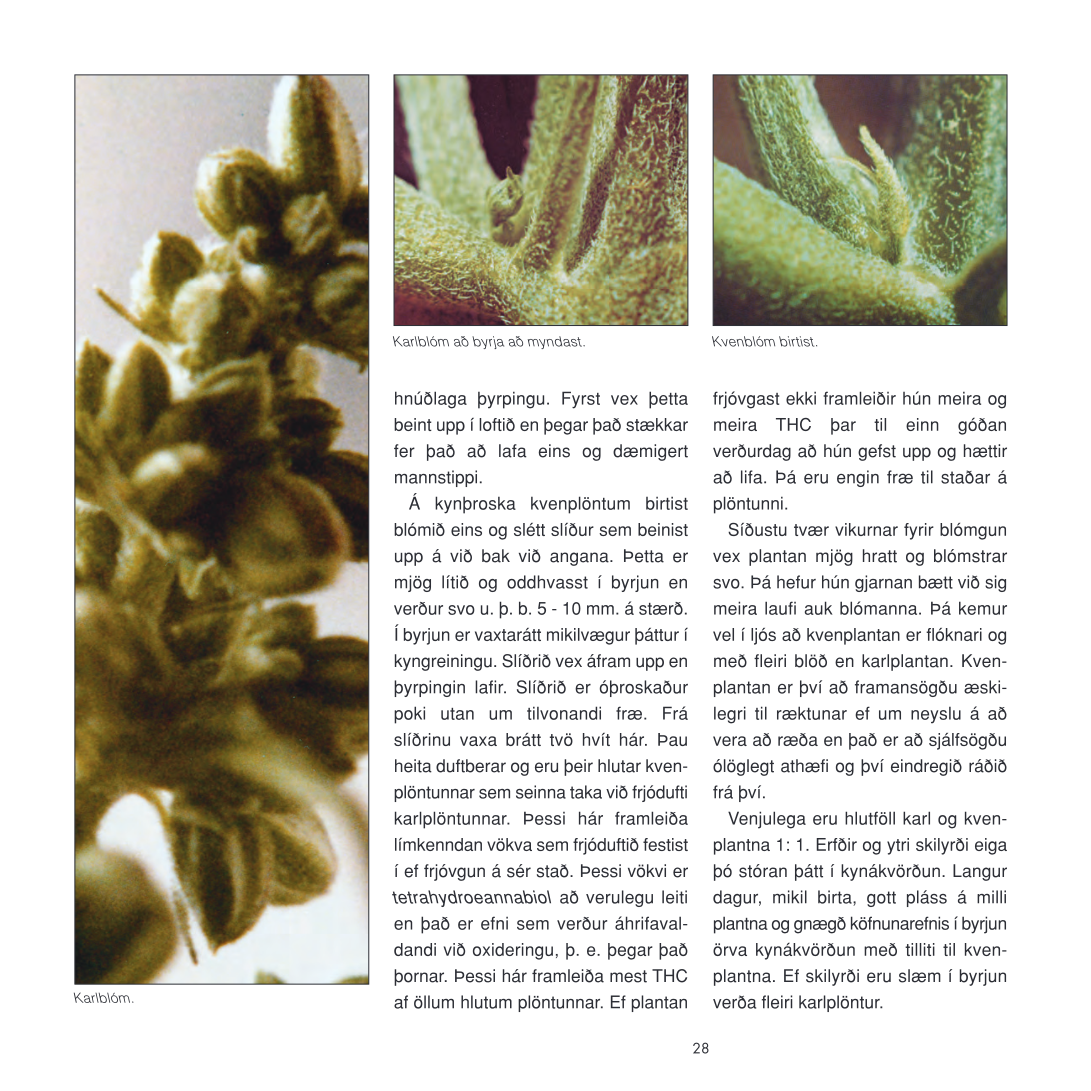 Karlblóm að byrja að myndast.
Kvenblóm birtist.
Karlblóm.
hnúðlaga þyrpingu. Fyrst vex þetta
beint upp í loftið en þegar það stækkar
fer það að lafa eins og dæmigert
mannstippi.
Á kynþroska kvenplöntum birtist
blómið eins og slétt slíður sem beinist
upp á við bak við angana. Þetta er
mjög lítið og oddhvasst í byrjun en
verður svo u. þ. b. 5 - 10 mm. á stærð.
Í byrjun er vaxtarátt mikilvægur þáttur í
kyngreiningu. Slíðrið vex áfram upp en
þyrpingin lafir. Slíðrið er óþroskaður
poki utan um tilvonandi fræ. Frá
slíðrinu vaxa brátt tvö hvít hár. Þau
heita duftberar og eru þeir hlutar kven-
plöntunnar sem seinna taka við frjódufti
karlplöntunnar. Þessi hár framleiða
límkenndan vökva sem frjóduftið festist
í ef frjóvgun á sér stað. Þessi vökvi er
tetrahydroeannabiol að verulegu leiti
en það er efni sem verður áhrifaval-
dandi við oxideringu, þ. e. þegar það
þornar. Þessi hár framleiða mest THC
af öllum hlutum plöntunnar. Ef plantan
frjóvgast ekki framleiðir hún meira og
meira THC þar til einn góðan
verðurdag að hún gefst upp og hættir
að lifa. Þá eru engin fræ til staðar á
plöntunni.
Síðustu tvær vikurnar fyrir blómgun
vex plantan mjög hratt og blómstrar
svo. Þá hefur hún gjarnan bætt við sig
meira laufi auk blómanna. Þá kemur
vel í ljós að kvenplantan er flóknari og
með fleiri blöð en karlplantan. Kven-
plantan er því að framansögðu æski-
legri til ræktunar ef um neyslu á að
vera að ræða en það er að sjálfsögðu
ólöglegt athæfi og því eindregið ráðið
frá því.
Venjulega eru hlutföll karl og kven-
plantna 1: 1. Erfðir og ytri skilyrði eiga
þó stóran þátt í kynákvörðun. Langur
dagur, mikil birta, gott pláss á milli
plantna og gnægð köfnunarefnis í byrjun
örva kynákvörðun með tilliti til kven-
plantna. Ef skilyrði eru slæm í byrjun
verða fleiri karlplöntur.
28